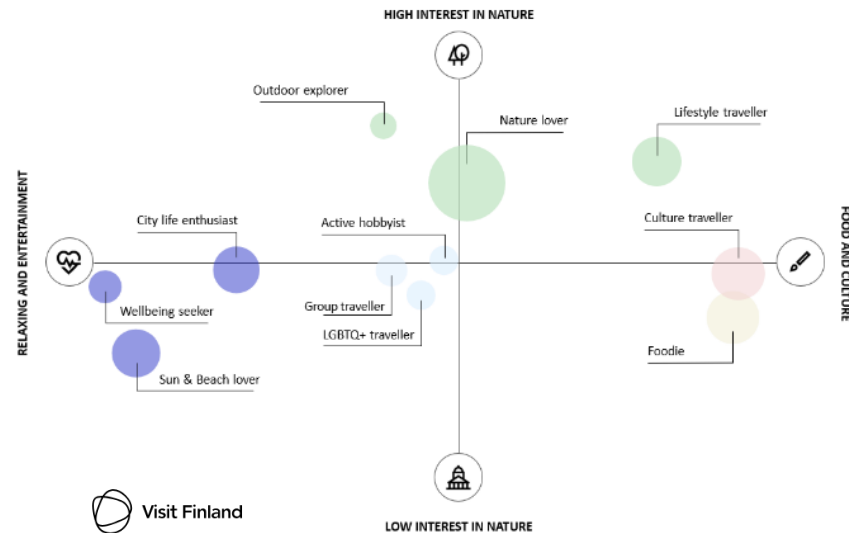 HIGH INTEREST IN NATURE
Outdoor explorer
Nature lover
Lifestyle traveller
RELAXING AND ENTERTAINMENT
City life enthusiast
Active hobbyist
Culture traveller
FOOD AND CULTURE
Wellbeing seeker
Group traveller
LGBTQ+ traveller
Foodie
Sun & Beach lover
Visit Finland
LOW INTEREST IN NATURE